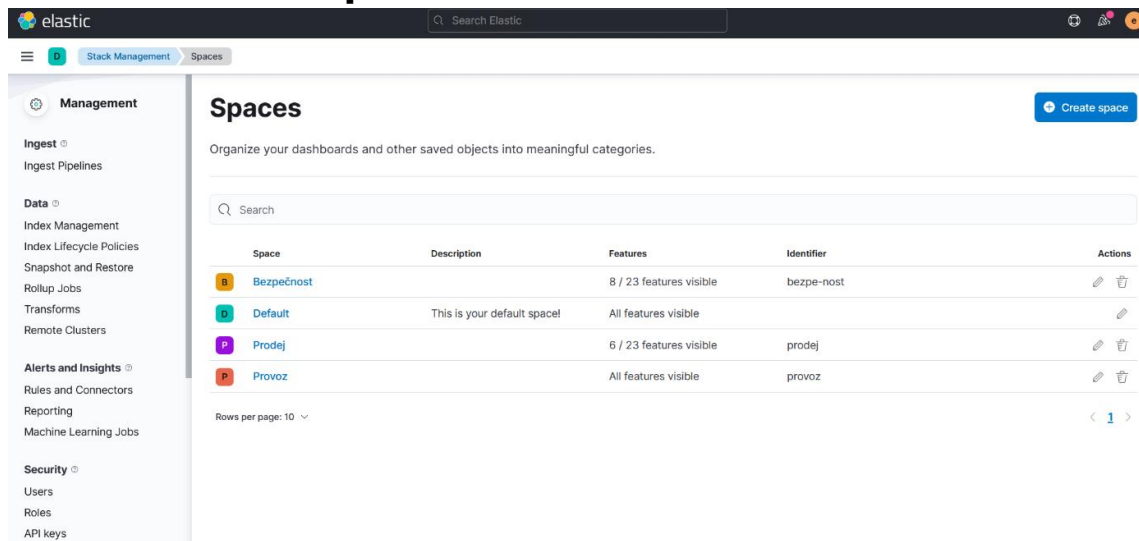 elastic
Search Elastic
e
D
Stack Management
Spaces
Management
Ingest
Ingest Pipelines
Data
Index Management
Index Lifecycle Policies
Snapshot and Restore
Rollup Jobs
Transforms
Remote Clusters
Alerts and Insights
Rules and Connectors
Reporting
Machine Learning Jobs
Security
Users
Roles
API keys
Spaces
Create space
Organize your dashboards and other saved objects into meaningful categories.
Search
Space Description Features Identifier Actions
B Bezpečnost 8 / 23 features visible bezpe-nost
D Default This is your default space! All features visible
P Prodej 6 / 23 features visible prodej
P Provoz All features visible provoz
Rows per page: 10
1